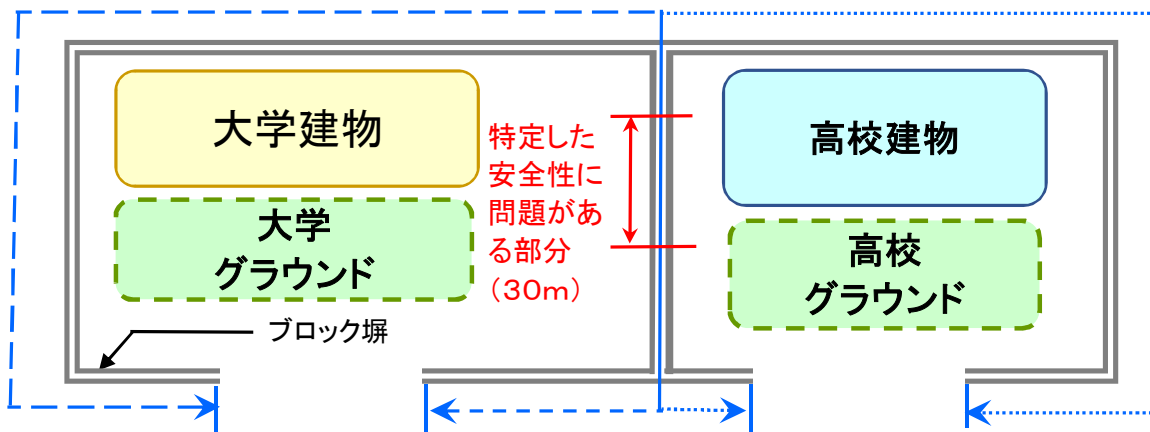 大学建物
大学
グラウンド
特定した
安全性に
問題があ
る部分
（３０ｍ）
高校建物
高校
グラウンド
ブロック塀